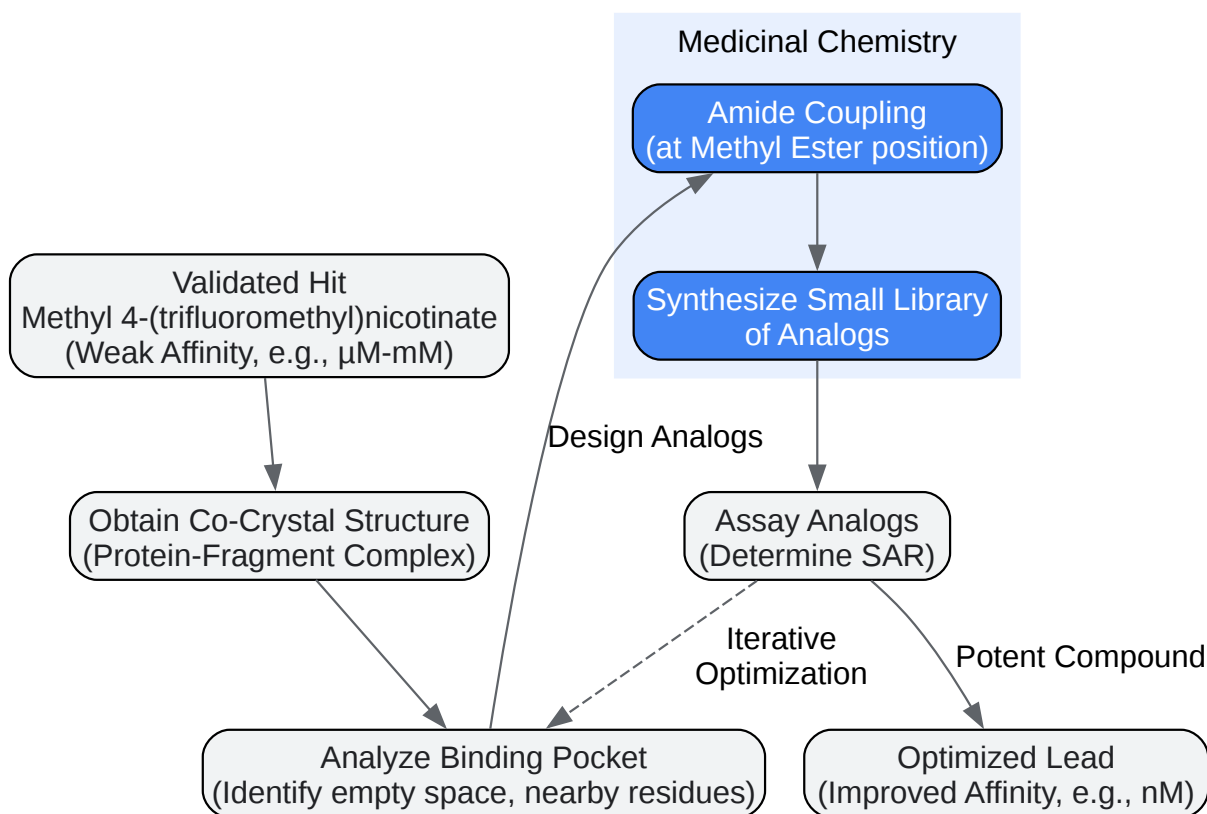 Medicinal Chemistry
Amide Coupling
(at Methyl Ester position)
Validated Hit
Methyl 4-(trifluoromethyl)nicotinate
(Weak Affinity, e.g., µM-mM)
Synthesize Small Library
of Analogs
Design Analogs
Obtain Co-Crystal Structure
(Protein-Fragment Complex)
Assay Analogs
(Determine SAR)
Iterative
Optimization
Potent Compound
Analyze Binding Pocket
(Identify empty space, nearby residues)
Optimized Lead
(Improved Affinity, e.g., nM)